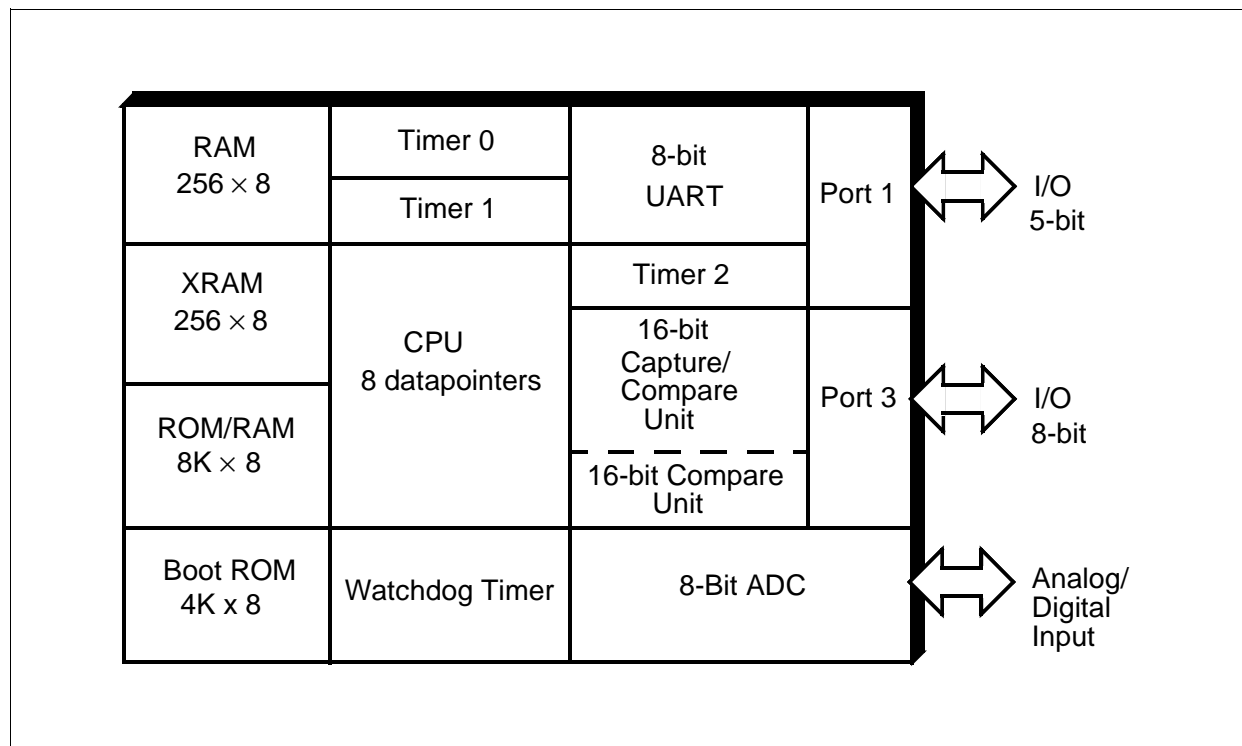 RAM
256 × 8
Timer 0
Timer 1
8-bit
UART
Port 1
I/O
5-bit
XRAM
256 × 8
CPU
8 datapointers
Timer 2
16-bit
Capture/
Compare
Unit
Port 3
I/O
8-bit
ROM/RAM
8K × 8
16-bit Compare
Unit
Boot ROM
4K x 8
Watchdog Timer
8-Bit ADC
Analog/
Digital
Input